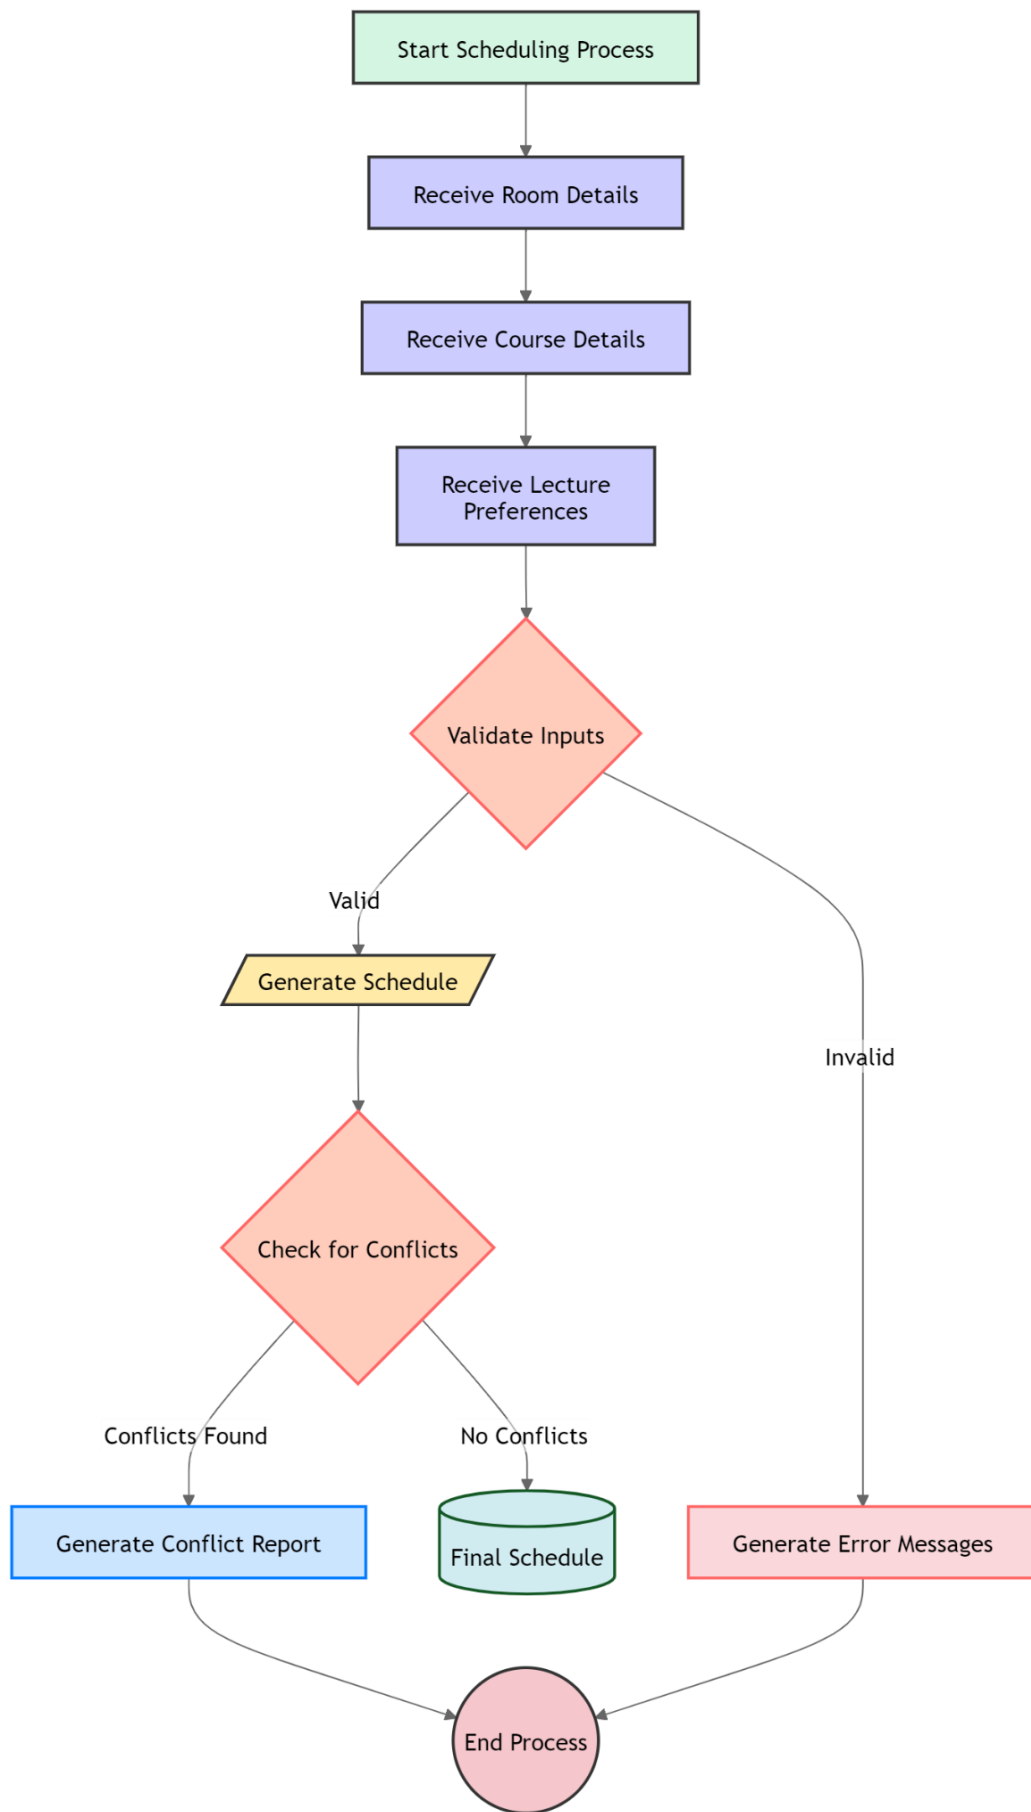 Start Scheduling Process
Receive Room Details
Receive Course Details
Receive Lecture
Preferences
Validate Inputs
Valid
Generate Schedule
Invalid
Check for Conflicts
Conflicts Found
No Conflicts
Generate Conflict Report
Final Schedule
Generate Error Messages
End Process